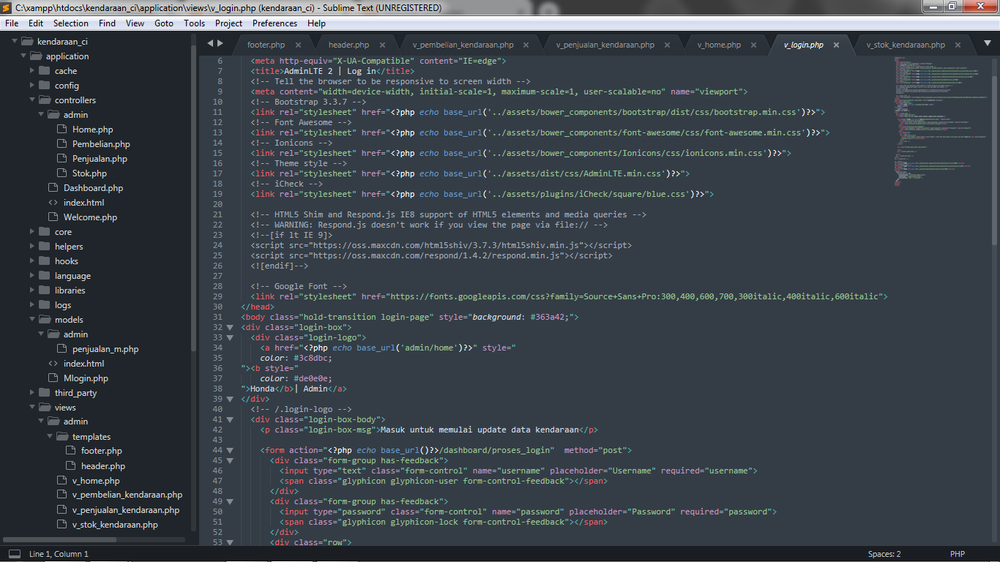 C:\xampp\htdocs\kendaraan_ci\application\views\v_login.php (kendaraan_ci) - Sublime Text (UNREGISTERED)
File Edit Selection Find View Goto Tools Project Preferences Help
kendaraan_ci
application
cache
config
controllers
admin
Home.php
Pembelian.php
Penjualan.php
Stok.php
Dashboard.php
index.html
Welcome.php
core
helpers
hooks
language
libraries
logs
models
admin
penjualan_m.php
index.html
Mlogin.php
third_party
views
admin
templates
footer.php
header.php
v_home.php
v_pembelian_kendaraan.php
v_penjualan_kendaraan.php
v_stok_kendaraan.php
footer.php header.php v_pembelian_kendaraan.php v_penjualan_kendaraan.php v_home.php v_login.php v_stok_kendaraan.php
6 <meta http-equiv="X-UA-Compatible" content="IE=edge">
7 <title>AdminLTE 2 | Log in</title>
8 <!-- Tell the browser to be responsive to screen width -->
9 <meta content="width=device-width, initial-scale=1, maximum-scale=1, user-scalable=no" name="viewport">
10 <!-- Bootstrap 3.3.7 -->
11 <link rel="stylesheet" href="<?php echo base_url('../assets/bower_components/bootstrap/dist/css/bootstrap.min.css')?>">
12 <!-- Font Awesome -->
13 <link rel="stylesheet" href="<?php echo base_url('../assets/bower_components/font-awesome/css/font-awesome.min.css')?>">
14 <!-- Ionicons -->
15 <link rel="stylesheet" href="<?php echo base_url('../assets/bower_components/Ionicons/css/ionicons.min.css')?>">
16 <!-- Theme style -->
17 <link rel="stylesheet" href="<?php echo base_url('../assets/dist/css/AdminLTE.min.css')?>">
18 <!-- iCheck -->
19 <link rel="stylesheet" href="<?php echo base_url('../assets/plugins/iCheck/square/blue.css')?>">
20
21 <!-- HTML5 Shim and Respond.js IE8 support of HTML5 elements and media queries -->
22 <!-- WARNING: Respond.js doesn't work if you view the page via file:// -->
23 <!--[if lt IE 9]>
24 <script src="https://oss.maxcdn.com/html5shiv/3.7.3/html5shiv.min.js"></script>
25 <script src="https://oss.maxcdn.com/respond/1.4.2/respond.min.js"></script>
26 <![endif]-->
27
28 <!-- Google Font -->
29 <link rel="stylesheet" href="https://fonts.googleapis.com/css?family=Source+Sans+Pro:300,400,600,700,300italic,400italic,600italic">
30 </head>
31 <body class="hold-transition login-page" style="background: #363a42;">
32 <div class="login-box">
33 <div class="login-logo">
34 <a href="<?php echo base_url('admin/home')?>" style="
35 color: #3c8dbc;
36 "><b style="
37 color: #de0e0e;
38 ">Honda</b>| Admin</a>
39 </div>
40 <!-- /.login-logo -->
41 <div class="login-box-body">
42 <p class="login-box-msg">Masuk untuk memulai update data kendaraan</p>
43
44 <form action="<?php echo base_url()?>/dashboard/proses_login" method="post">
45 <div class="form-group has-feedback">
46 <input type="text" class="form-control" name="username" placeholder="Username" required="username">
47 <span class="glyphicon glyphicon-user form-control-feedback"></span>
48 </div>
49 <div class="form-group has-feedback">
50 <input type="password" class="form-control" name="password" placeholder="Password" required="password">
51 <span class="glyphicon glyphicon-lock form-control-feedback"></span>
52 </div>
53 <div class="row">
Line 1, Column 1 Spaces: 2 PHP